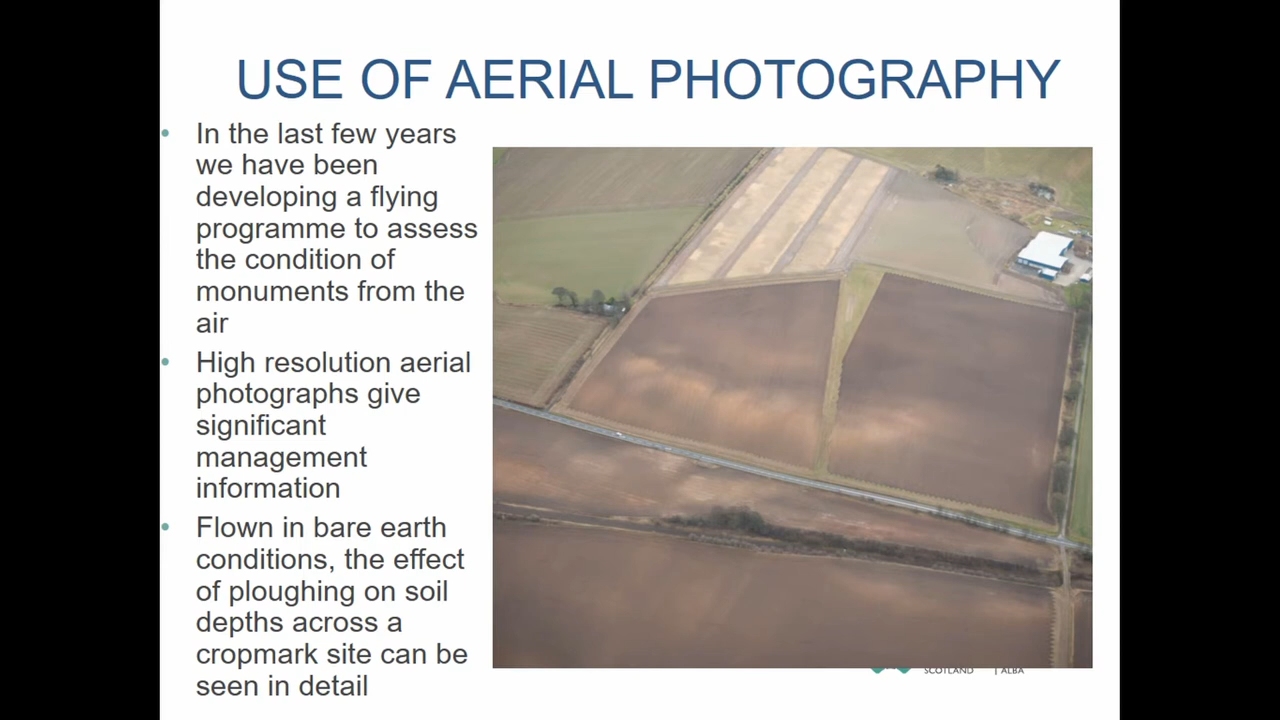 USE OF AERIAL PHOTOGRAPHY
• In the last few years
we have been
developing a flying
programme to assess
the condition of
monuments from the
air
• High resolution aerial
photographs give
significant
management
information
• Flown in bare earth
conditions, the effect
of ploughing on soil
depths across a
cropmark site can be
seen in detail
SCOTLAND | ALBA